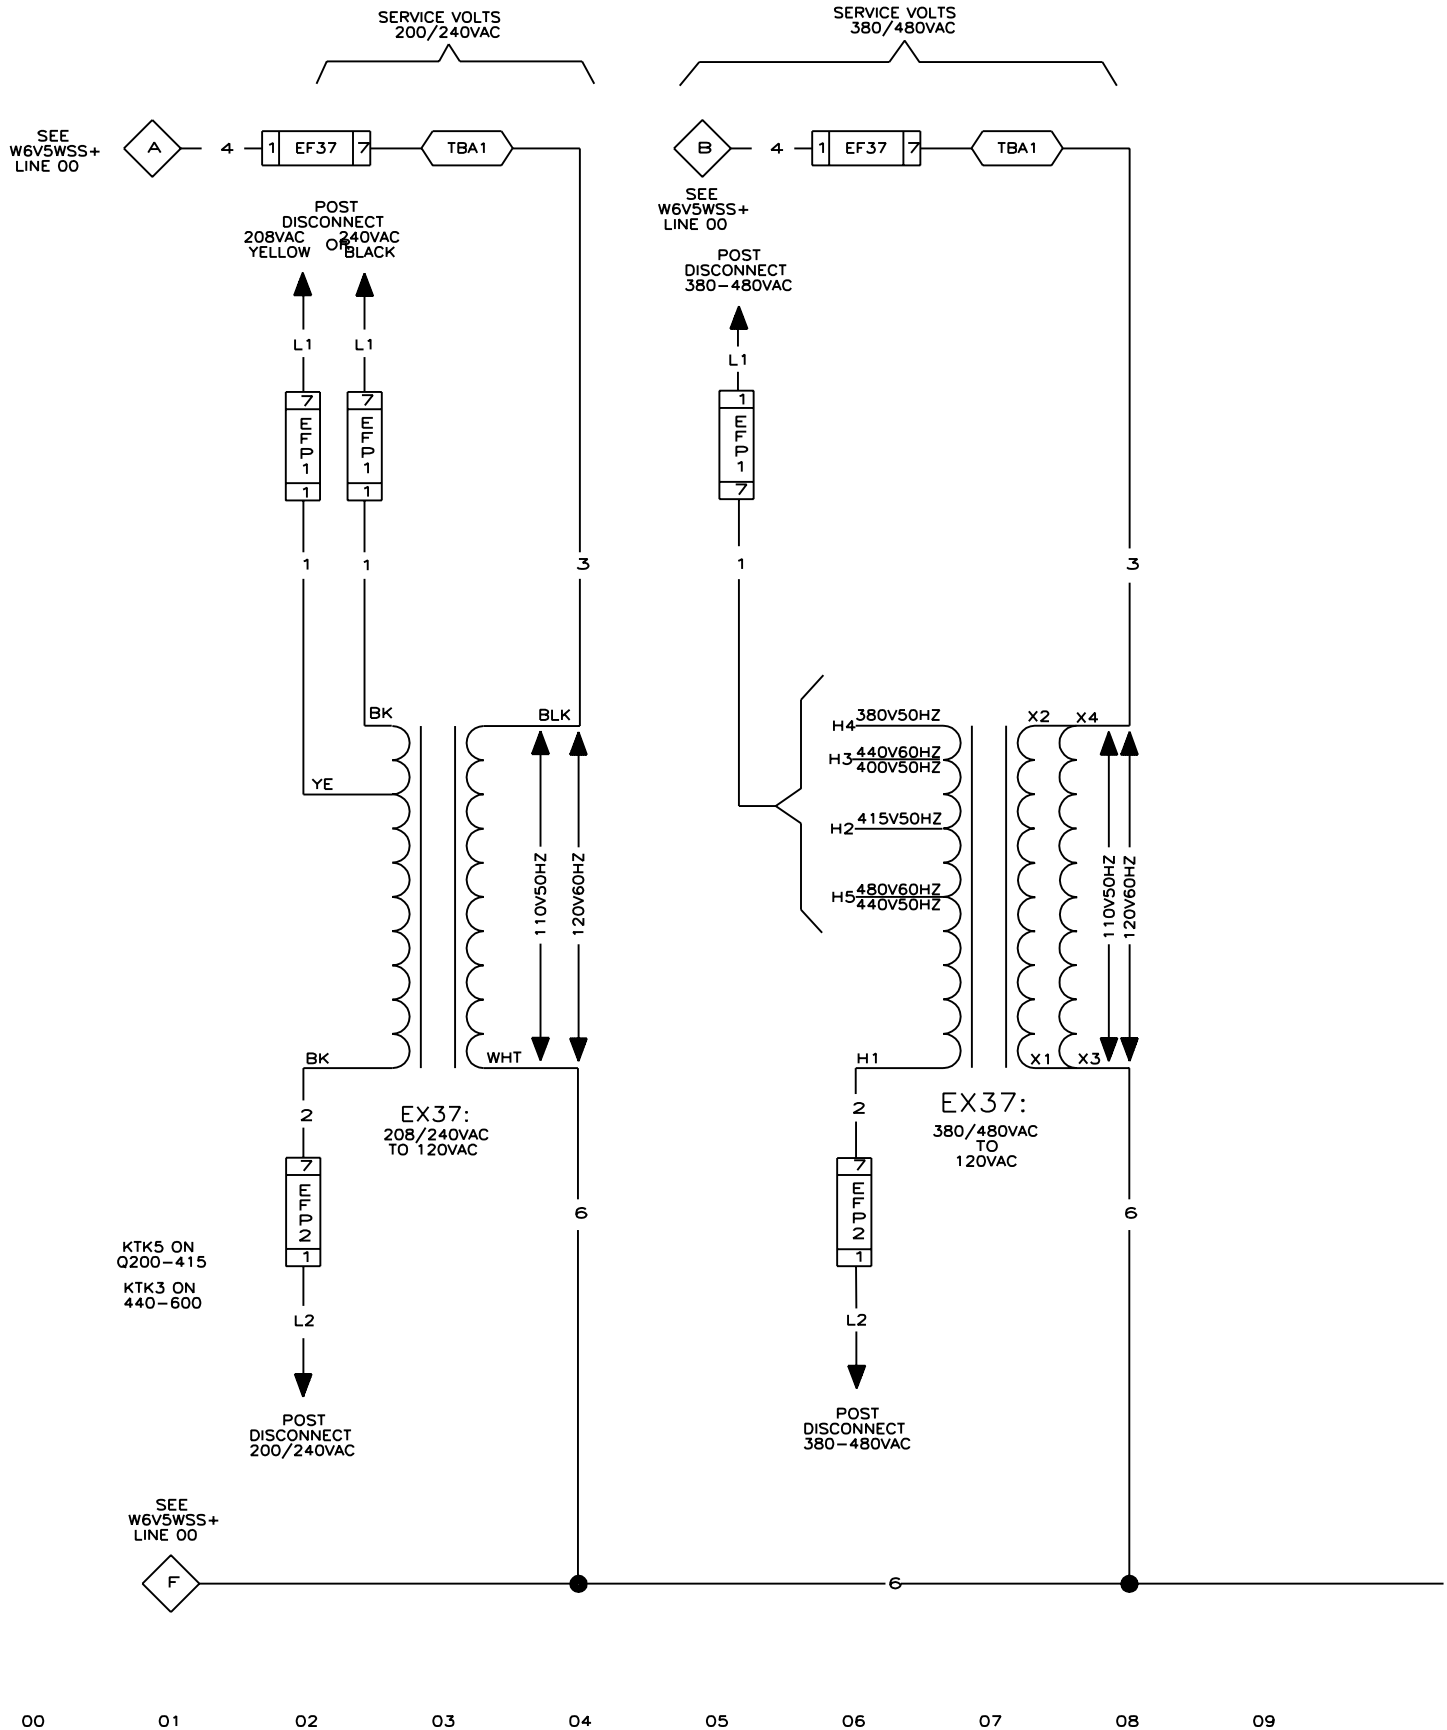 SERVICE VOLTS
200/240VAC
SERVICE VOLTS
380/480VAC
SEE
W6V5WSS+
LINE 00
A
4
1
EF37
7
TBA1
B
4
1
EF37
7
TBA1
SEE
W6V5WSS+
LINE 00
POST
DISCONNECT
208VAC
YELLOW
OR
240VAC
BLACK
POST
DISCONNECT
380-480VAC
L1
L1
L1
7
EFP1
1
7
EFP1
1
1
EFP1
7
1
1
3
1
3
BK
YE
BLK
110V50HZ
120V60HZ
BK
WHT
H4
380V50HZ
H3
440V60HZ
400V50HZ
H2
415V50HZ
H5
480V60HZ
440V50HZ
H1
X2
X4
110V50HZ
120V60HZ
X1
X3
2
EX37:
208/240VAC
TO 120VAC
2
EX37:
380/480VAC
TO
120VAC
7
EFP2
1
6
7
EFP2
1
6
KTK5 ON
Q200-415
KTK3 ON
440-600
L2
L2
POST
DISCONNECT
200/240VAC
POST
DISCONNECT
380-480VAC
SEE
W6V5WSS+
LINE 00
F
6
00 01 02 03 04 05 06 07 08 09